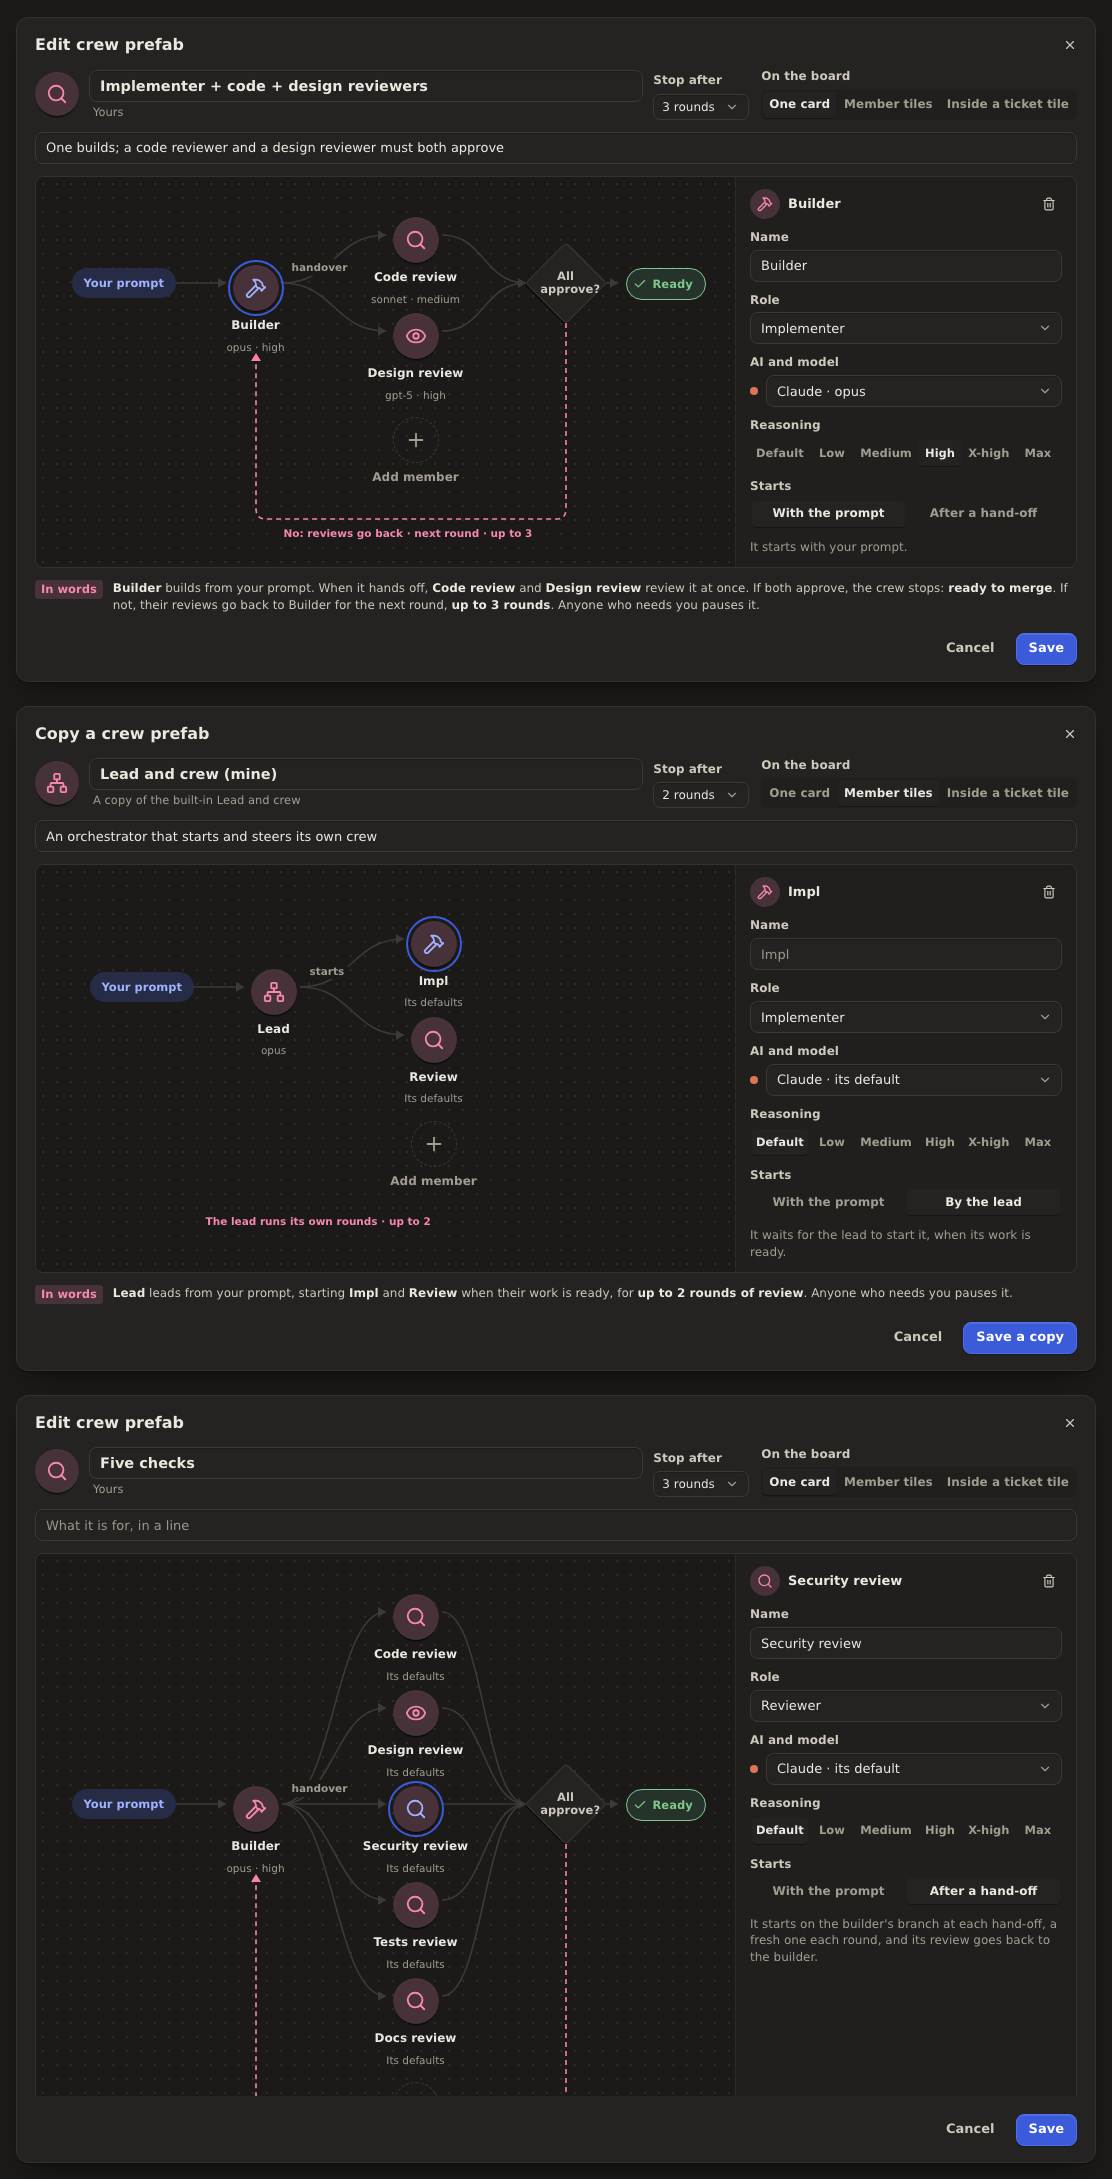 Edit crew prefab
Implementer + code + design reviewers
Yours
Stop after
3 rounds
On the board
One card Member tiles Inside a ticket tile
One builds; a code reviewer and a design reviewer must both approve
Your prompt
Builder
opus · high
handover
Code review
sonnet · medium
Design review
gpt-5 · high
Add member
All
approve?
Ready
No: reviews go back · next round · up to 3
Builder
Name
Builder
Role
Implementer
AI and model
Claude · opus
Reasoning
Default Low Medium High X-high Max
Starts
With the prompt After a hand-off
It starts with your prompt.
In words
Builder builds from your prompt. When it hands off, Code review and Design review review it at once. If both approve, the crew stops: ready to merge. If
not, their reviews go back to Builder for the next round, up to 3 rounds. Anyone who needs you pauses it.
Cancel Save
Copy a crew prefab
Lead and crew (mine)
A copy of the built-in Lead and crew
Stop after
2 rounds
On the board
One card Member tiles Inside a ticket tile
An orchestrator that starts and steers its own crew
Your prompt
Lead
opus
starts
Impl
Its defaults
Review
Its defaults
Add member
The lead runs its own rounds · up to 2
Impl
Name
Impl
Role
Implementer
AI and model
Claude · its default
Reasoning
Default Low Medium High X-high Max
Starts
With the prompt By the lead
It waits for the lead to start it, when its work is
ready.
In words
Lead leads from your prompt, starting Impl and Review when their work is ready, for up to 2 rounds of review. Anyone who needs you pauses it.
Cancel Save a copy
Edit crew prefab
Five checks
Yours
Stop after
3 rounds
On the board
One card Member tiles Inside a ticket tile
What it is for, in a line
Your prompt
Builder
opus · high
handover
Code review
Its defaults
Design review
Its defaults
Security review
Its defaults
Tests review
Its defaults
Docs review
Its defaults
All
approve?
Ready
Security review
Name
Security review
Role
Reviewer
AI and model
Claude · its default
Reasoning
Default Low Medium High X-high Max
Starts
With the prompt After a hand-off
It starts on the builder's branch at each hand-off, a
fresh one each round, and its review goes back to
the builder.
Cancel Save